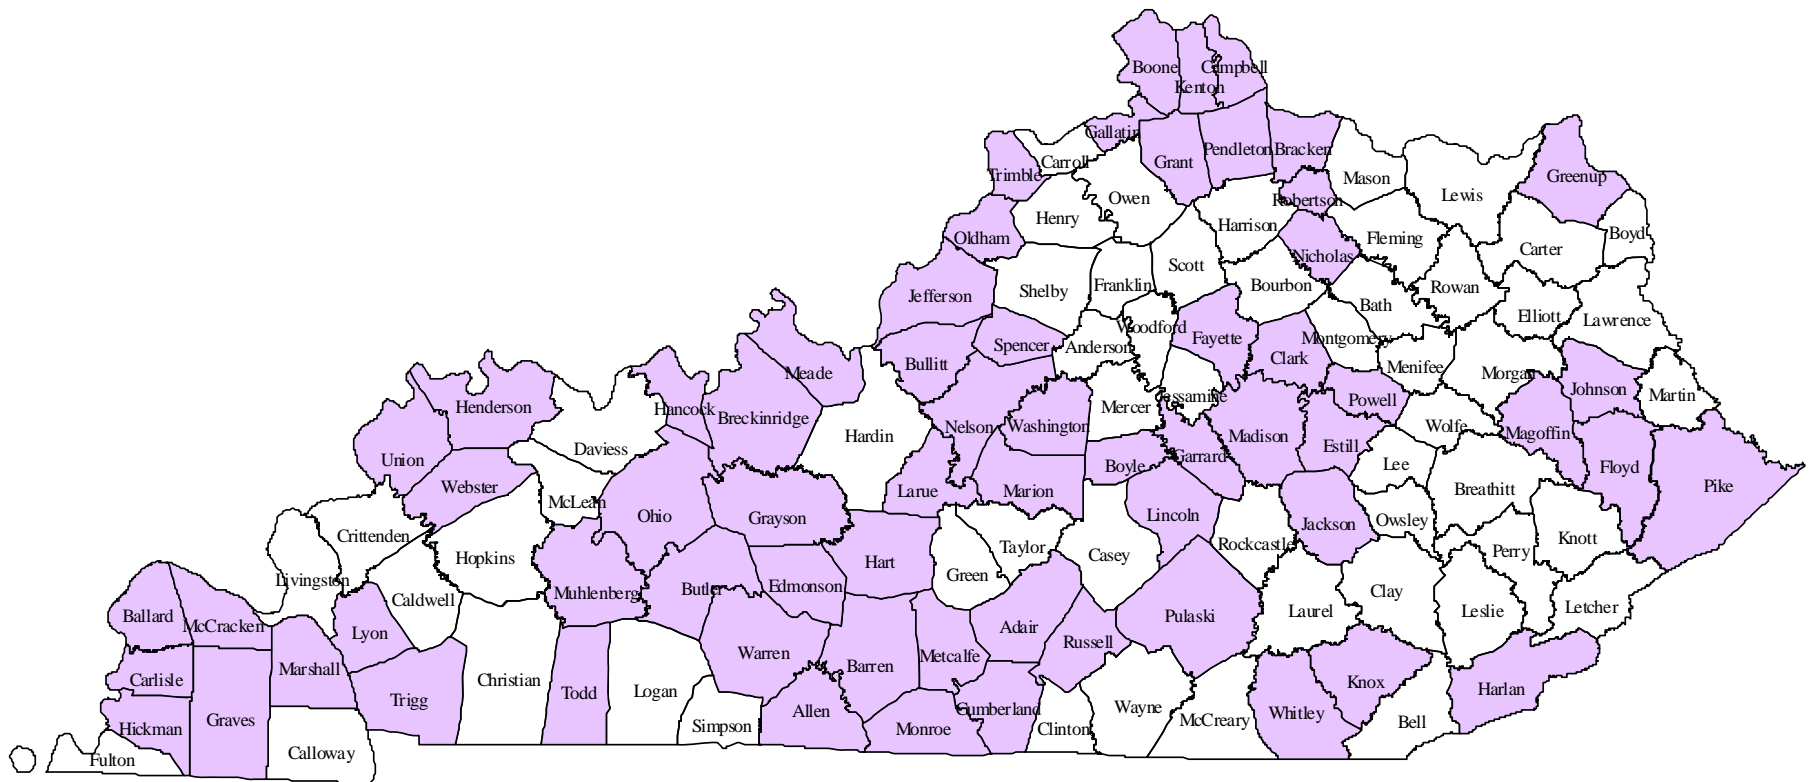 Boone
Campbell
Kenton
Gallatin
Carroll
Grant
Pendleton
Bracken
Trimble
Mason
Greenup
Lewis
Owen
Robertson
Henry
Harrison
Oldham
Fleming
Boyd
Carter
Nicholas
Scott
Franklin
Bourbon
Shelby
Rowan
Jefferson
Bath
Elliott
Lawrence
Woodford
Fayette
Montgomery
Anderson
Spencer
Clark
Bullitt
Menifee
Morgan
Meade
Johnson
Martin
Jessamine
Powell
Mercer
Henderson
Hancock
Breckinridge
Nelson
Washington
Wolfe
Magoffin
Hardin
Madison
Estill
Daviess
Garrard
Union
Boyle
Lee
Floyd
Webster
Larue
Marion
Breathitt
Pike
McLean
Ohio
Grayson
Lincoln
Jackson
Owsley
Crittenden
Knott
Rockcastle
Taylor
Perry
Hopkins
Casey
Hart
Green
Livingston
Edmonson
Butler
Muhlenberg
Clay
Caldwell
Letcher
Laurel
Leslie
Ballard
McCracken
Pulaski
Adair
Lyon
Russell
Warren
Metcalfe
Barren
Marshall
Carlisle
Christian
Knox
Harlan
Todd
Logan
Trigg
Wayne
Cumberland
Allen
Whitley
Graves
McCreary
Bell
Simpson
Hickman
Monroe
Clinton
Calloway
Fulton